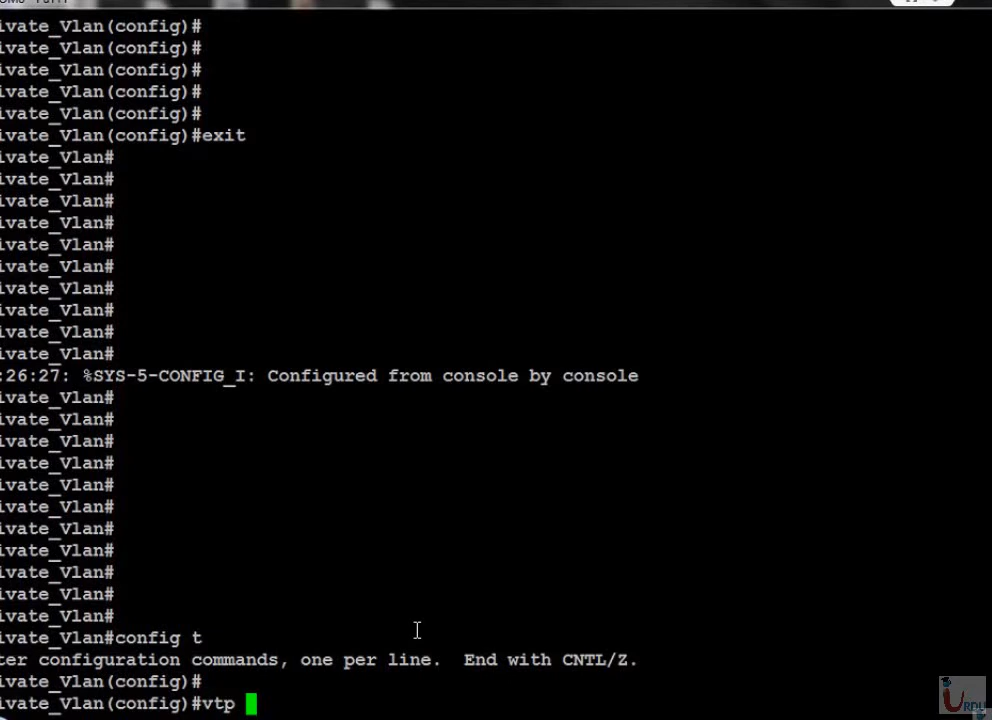 ivate_Vlan(config)#
ivate_Vlan(config)#
ivate_Vlan(config)#
ivate_Vlan(config)#
ivate_Vlan(config)#
ivate_Vlan(config)#exit
ivate_Vlan#
ivate_Vlan#
ivate_Vlan#
ivate_Vlan#
ivate_Vlan#
ivate_Vlan#
ivate_Vlan#
ivate_Vlan#
ivate_Vlan#
ivate_Vlan#
:26:27: %SYS-5-CONFIG_I: Configured from console by console
ivate_Vlan#
ivate_Vlan#
ivate_Vlan#
ivate_Vlan#
ivate_Vlan#
ivate_Vlan#
ivate_Vlan#
ivate_Vlan#
ivate_Vlan#
ivate_Vlan#
ivate_Vlan#
ivate_Vlan#config t
ter configuration commands, one per line.  End with CNTL/Z.
ivate_Vlan(config)#
ivate_Vlan(config)#vtp
URDU